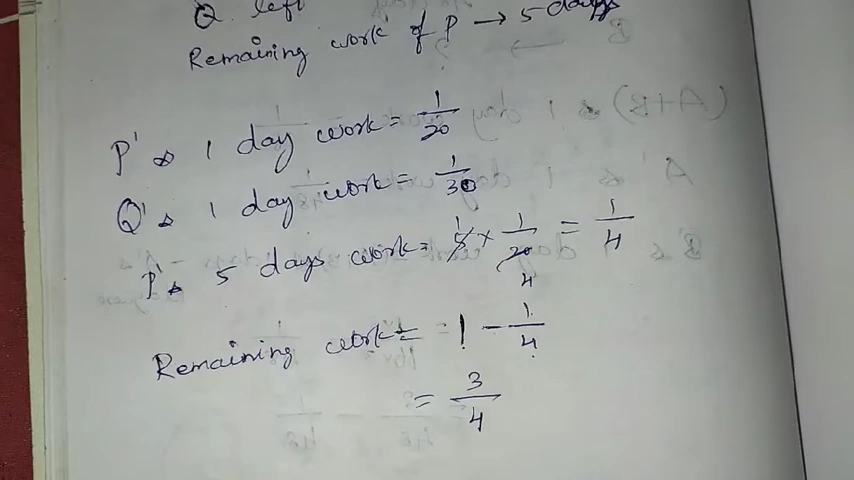 Q left
Remaining work of P → 5 days
P's 1 day work = 1/20
Q's 1 day work = 1/30
P's 5 days work = 5 × 1/20 = 1/4
Remaining work = 1 - 1/4
= 3/4